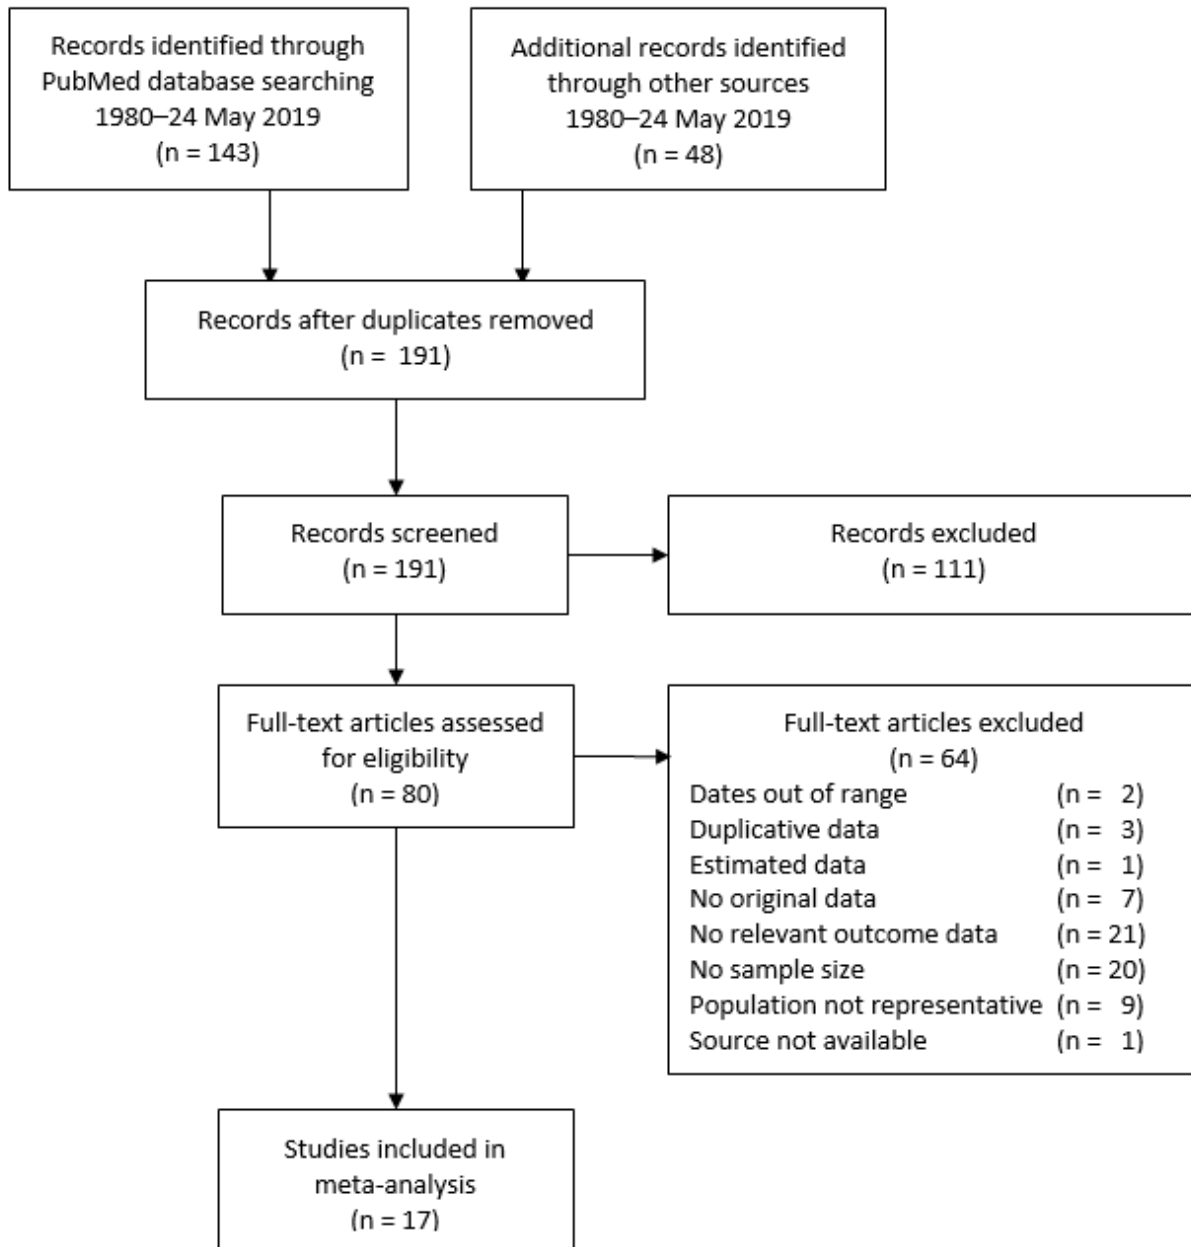 Records identified through
PubMed database searching
1980–24 May 2019
(n = 143)
Additional records identified
through other sources
1980–24 May 2019
(n = 48)
Records after duplicates removed
(n = 191)
Records screened
(n = 191)
Records excluded
(n = 111)
Full-text articles assessed
for eligibility
(n = 80)
Full-text articles excluded
(n = 64)
Dates out of range (n = 2)
Duplicative data (n = 3)
Estimated data (n = 1)
No original data (n = 7)
No relevant outcome data (n = 21)
No sample size (n = 20)
Population not representative (n = 9)
Source not available (n = 1)
Studies included in
meta-analysis
(n = 17)